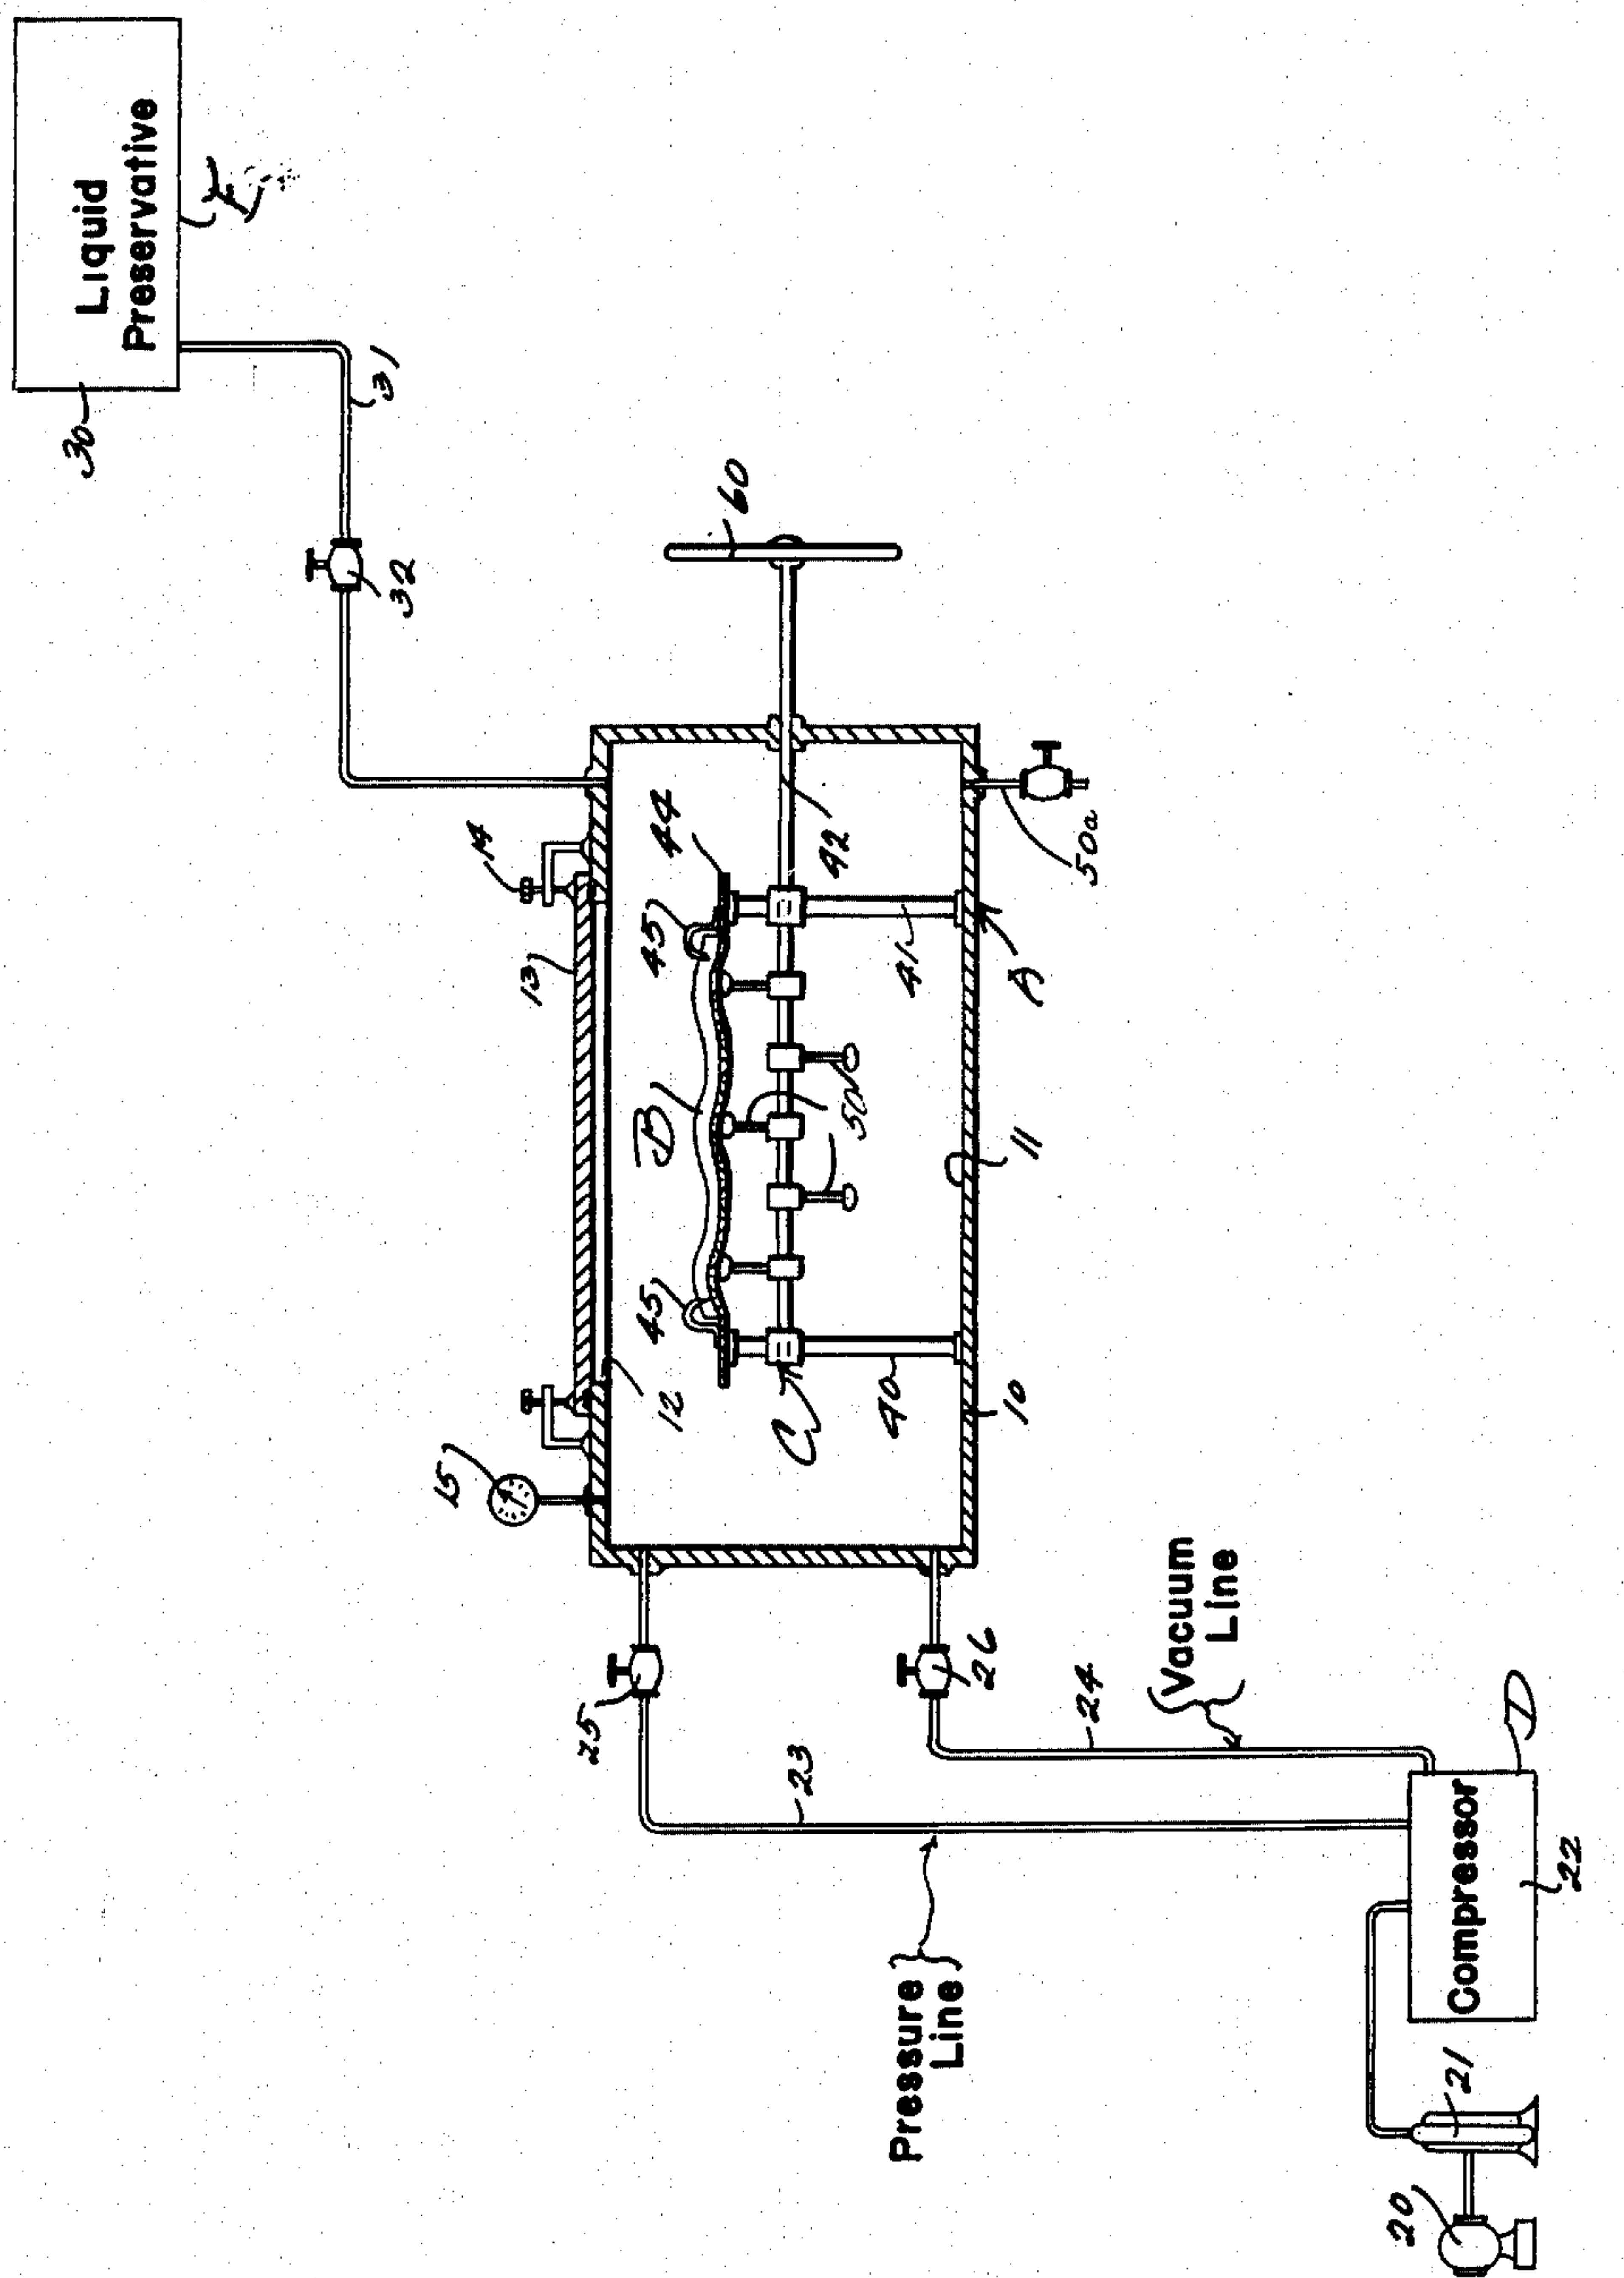 Liquid
Preservative
E
30
31
32
60
14
13
44
45
42
41
A
50a
B
50
11
45
12
C
40
10
15
25
26
23
24
Vacuum
Line
Pressure
Line
Compressor
D
22
21
20